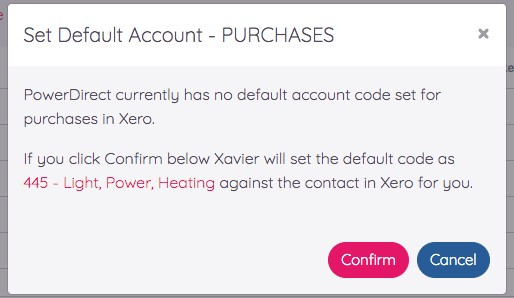 Set Default Account - PURCHASES
×
PowerDirect currently has no default account code set for
purchases in Xero.
If you click Confirm below Xavier will set the default code as
445 - Light, Power, Heating against the contact in Xero for you.
Confirm
Cancel